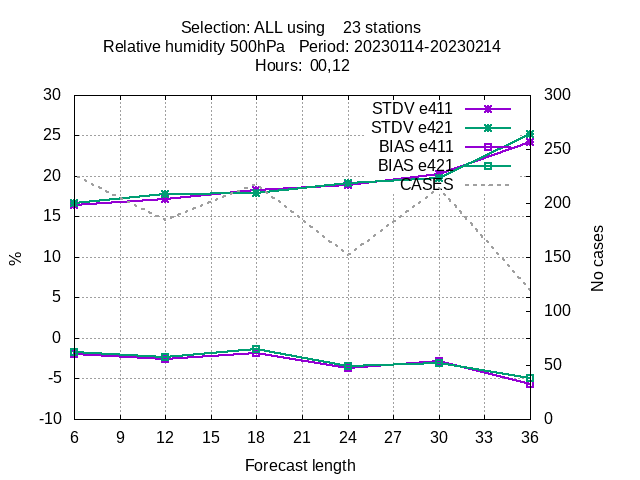 Selection: ALL using    23 stations
Relative humidity 500hPa   Period: 20230114-20230214
Hours:  00,12
STDV e411
STDV e421
BIAS e411
BIAS e421
CASES
30
25
20
15
10
5
0
-5
-10
%
300
250
200
150
100
50
0
No cases
6 9 12 15 18 21 24 27 30 33 36
Forecast length